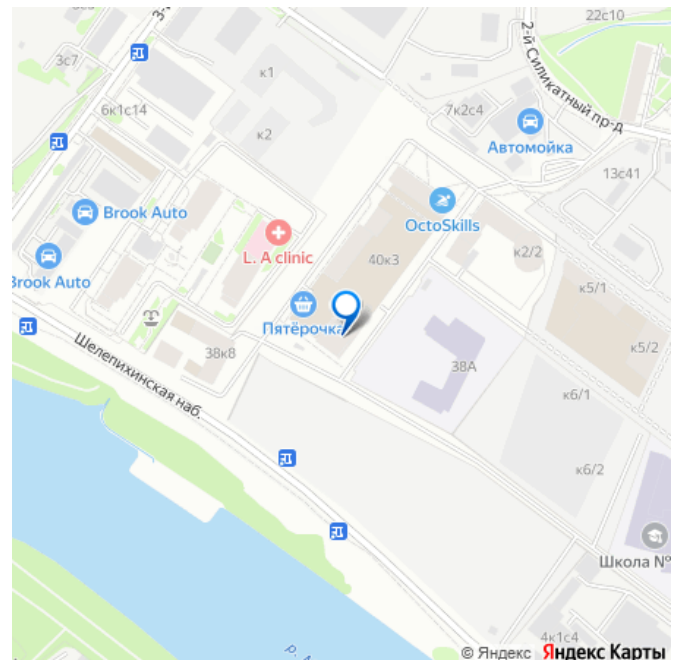 22с10
3-
3с7
к1
2-й Силикатный пр-д
6к1с14
7к2с4
к2
Автомойка
13с41
Brook Auto
OctoSkills
L. A clinic
40к3
к2/2
Brook Auto
к5/1
Пятёрочка
38к8
38А
к5/2
Шелепихинская наб.
к6/1
к6/2
Школа №
4к1с4
р.
© Яндекс Яндекс Карты